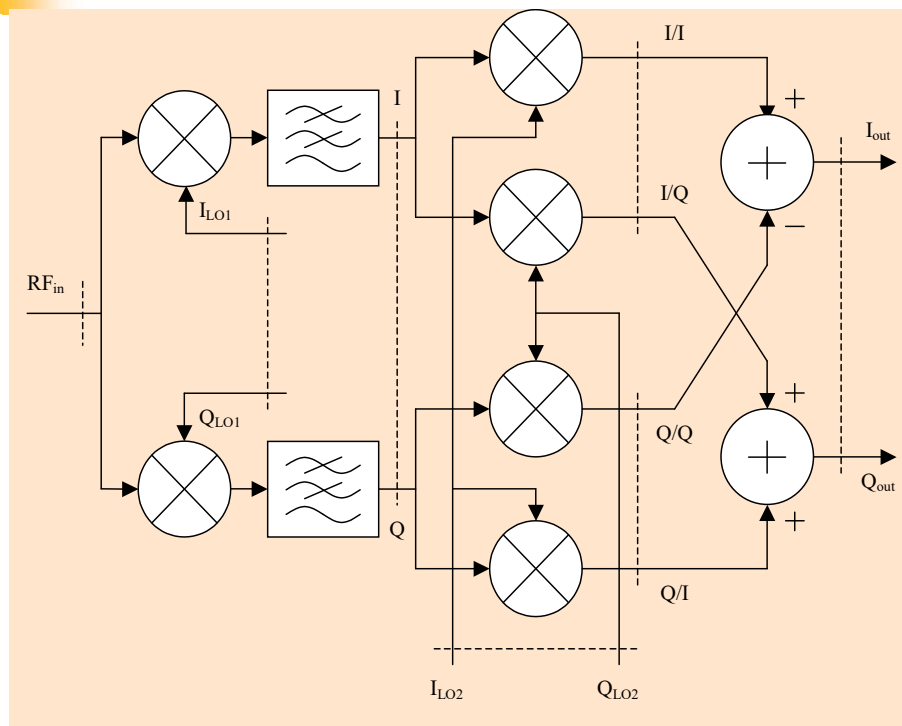 I/I
I
+
I_out
I_LO1
I/Q
−
RF_in
Q_LO1
+
Q/Q
Q_out
Q
+
Q/I
I_LO2
Q_LO2